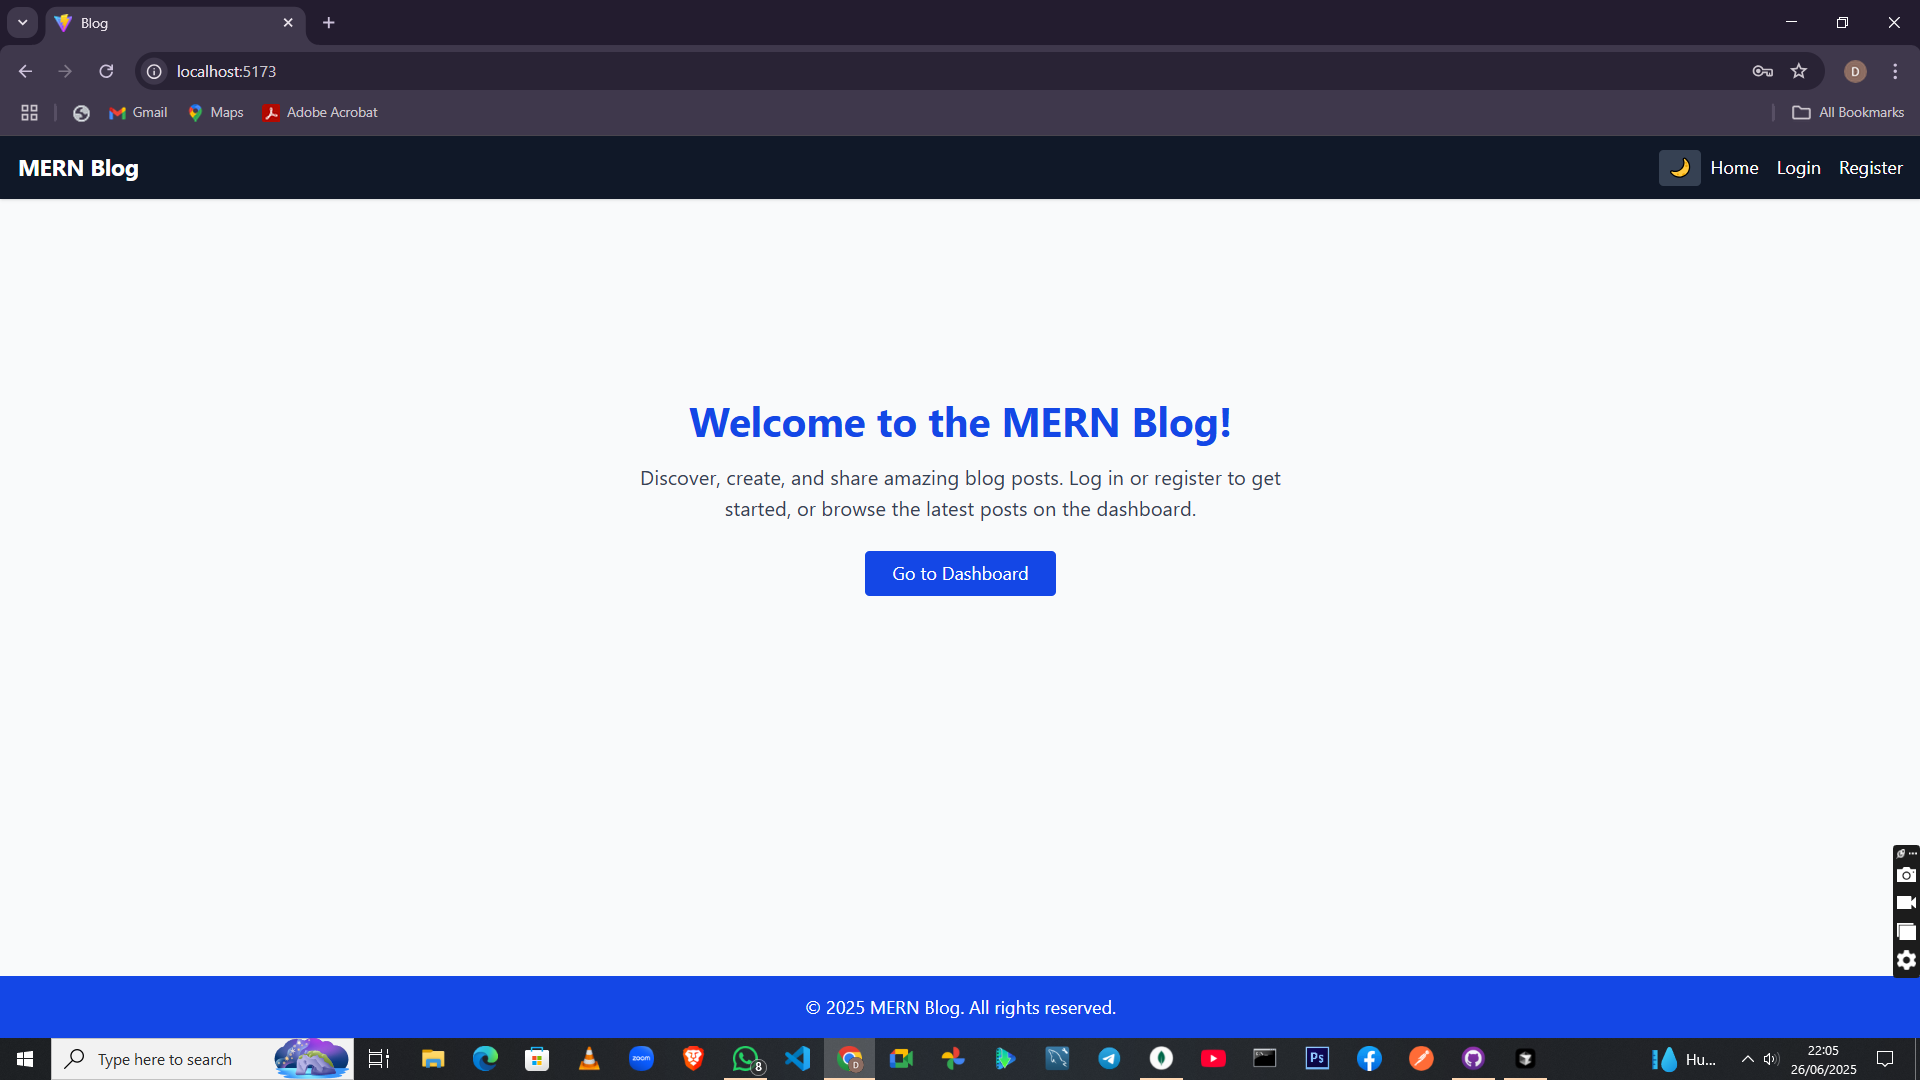 Blog
localhost:5173
D
Gmail
Maps
Adobe Acrobat
All Bookmarks
MERN Blog
Home
Login
Register
Welcome to the MERN Blog!
Discover, create, and share amazing blog posts. Log in or register to get
started, or browse the latest posts on the dashboard.
Go to Dashboard
© 2025 MERN Blog. All rights reserved.
Type here to search
zoom
8
D
Ps
Hu...
22:05
26/06/2025